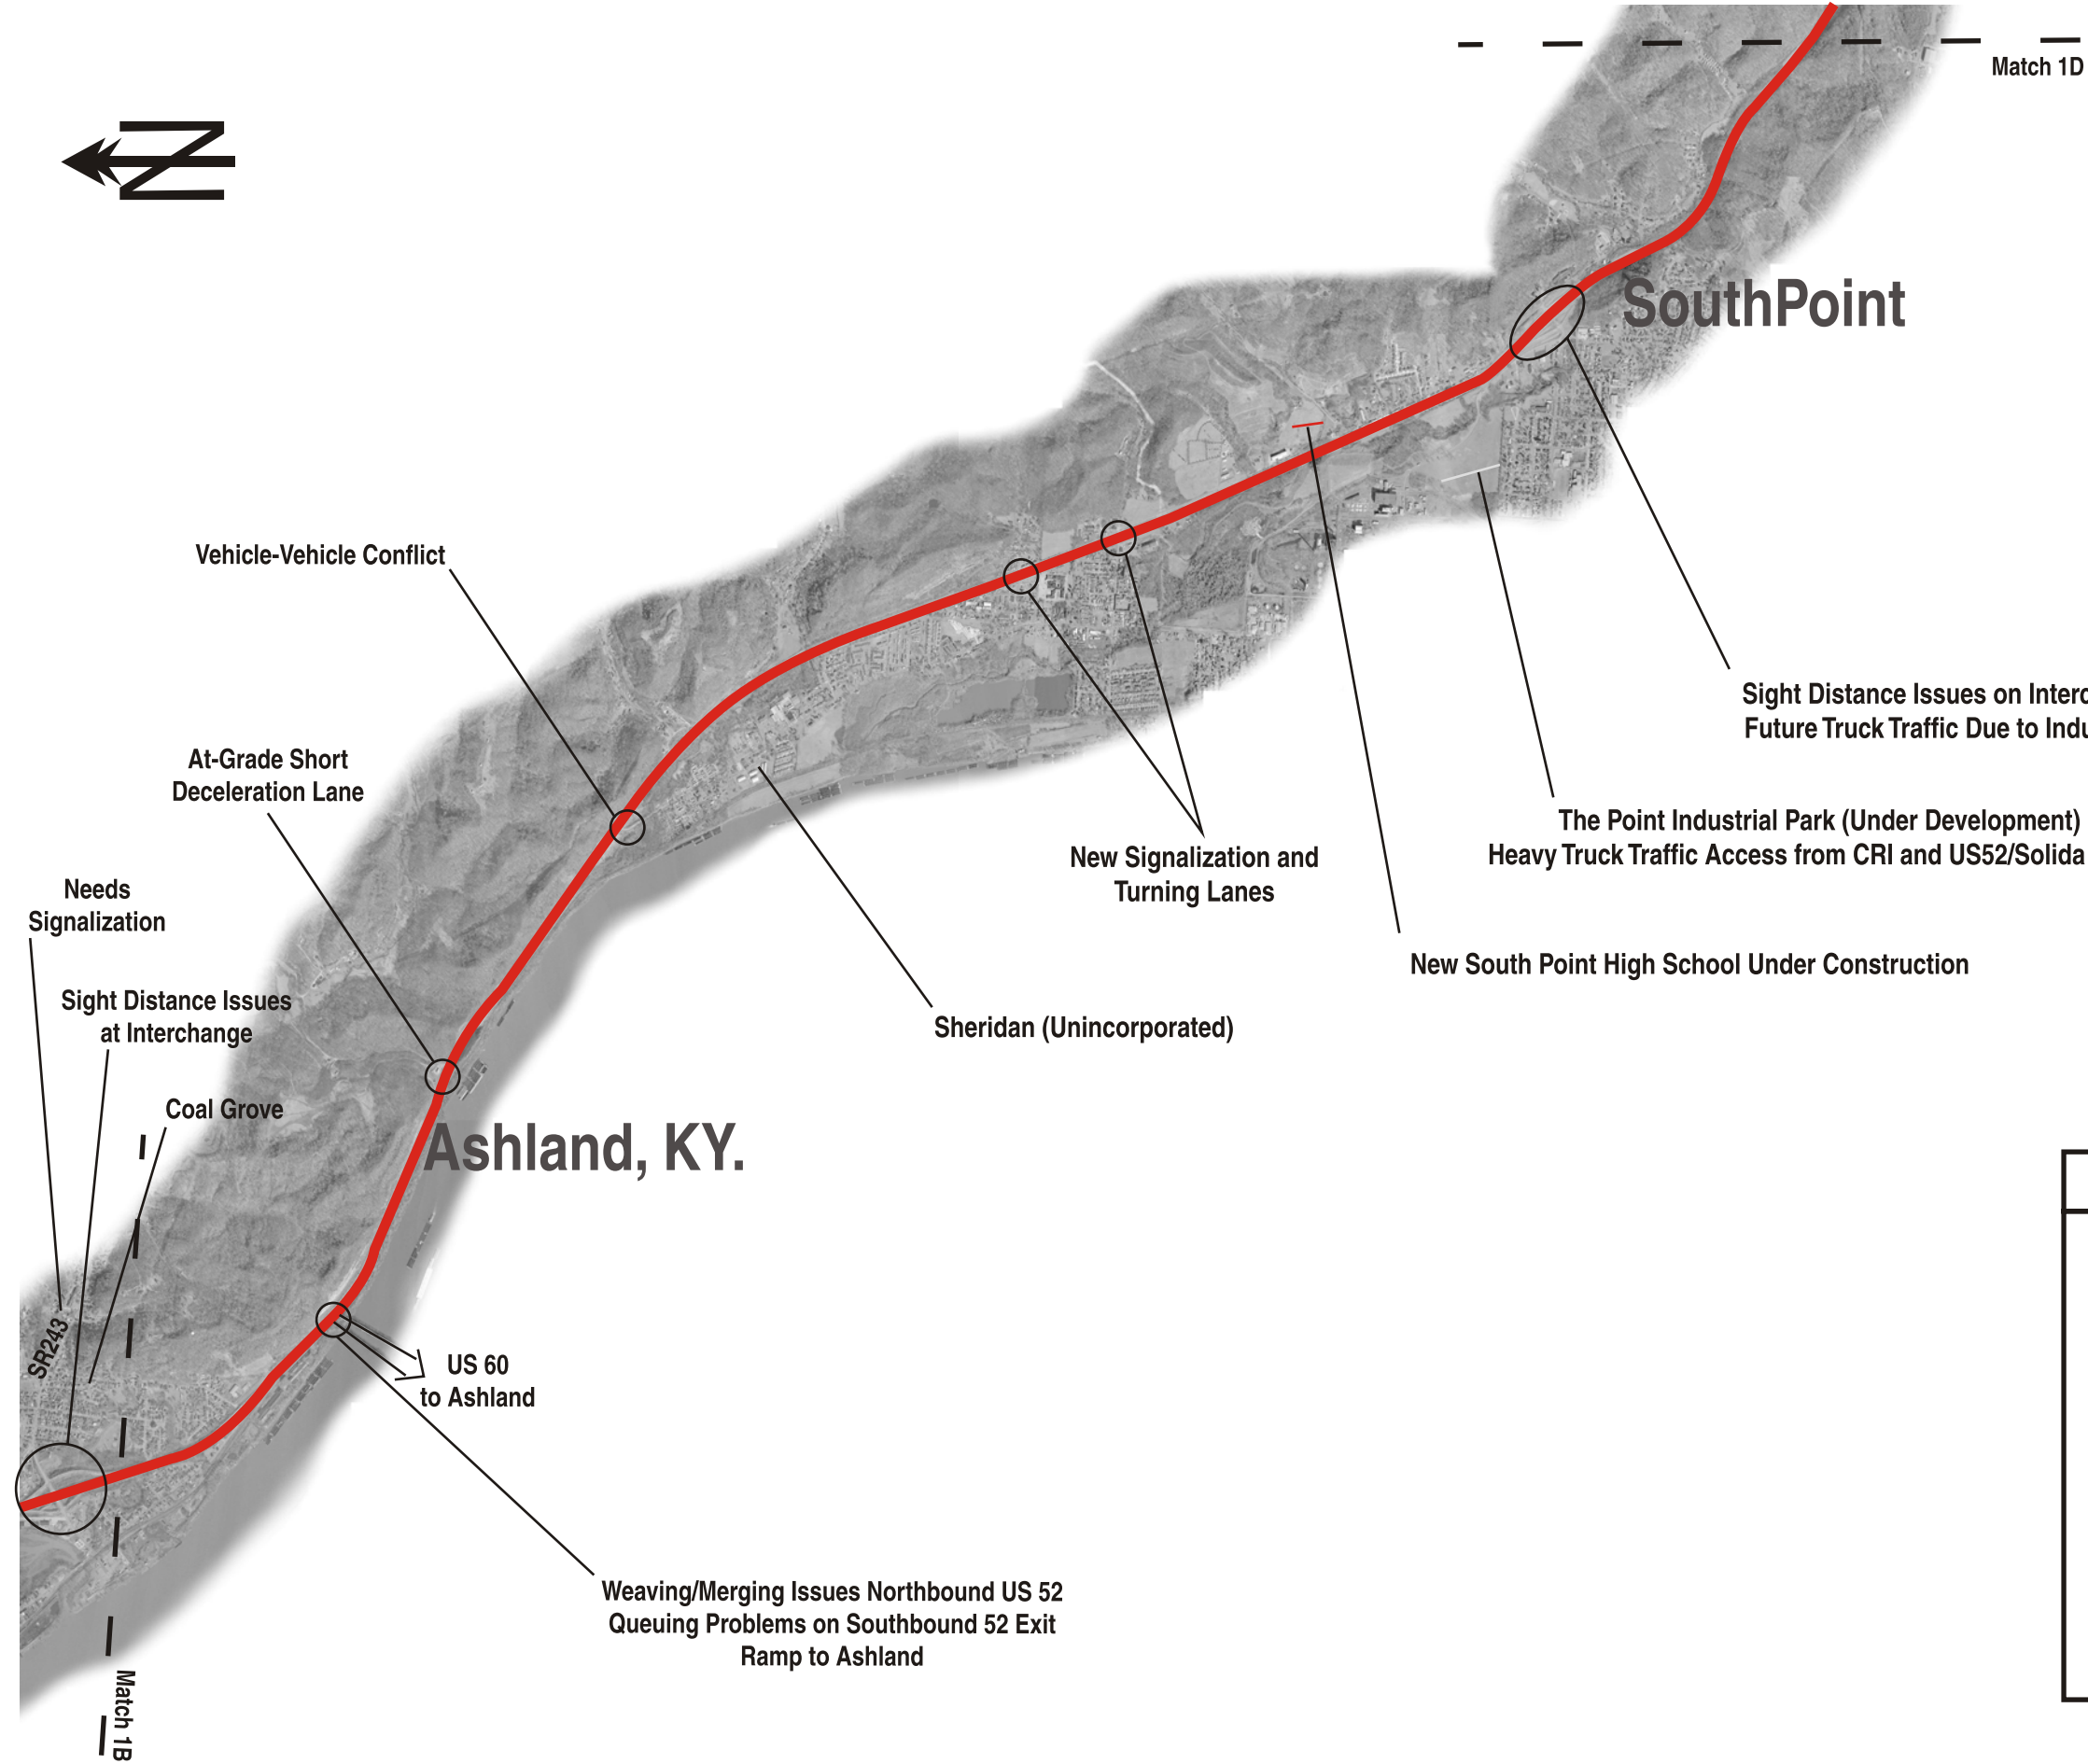 Match 1D
N
SouthPoint
Vehicle-Vehicle Conflict
At-Grade Short
Deceleration Lane
Sight Distance Issues on
Future Truck Traffic Due to
The Point Industrial Park (Under Development)
Heavy Truck Traffic Access from CRI and US52/Solida
New Signalization and
Turning Lanes
Needs
Signalization
New South Point High School Under Construction
Sight Distance Issues
at Interchange
Sheridan (Unincorporated)
Coal Grove
Ashland, KY.
SR243
US 60
to Ashland
Weaving/Merging Issues Northbound US 52
Queuing Problems on Southbound 52 Exit
Ramp to Ashland
Match 1B